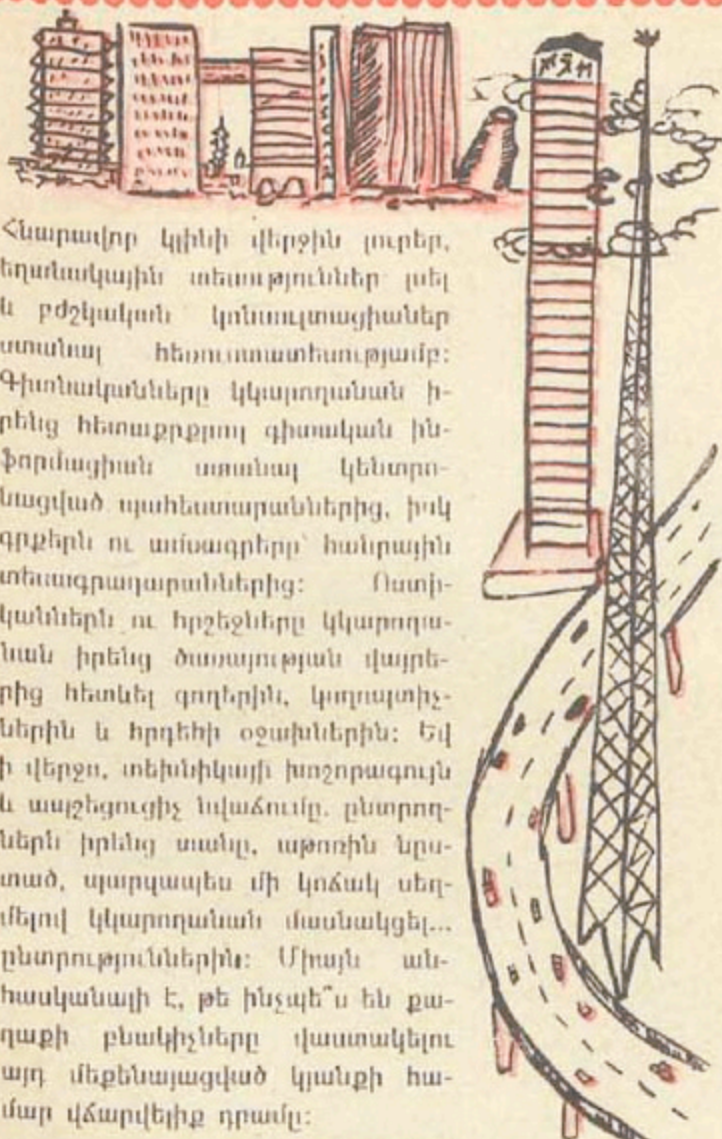 Հնարավոր կլինի վերջին լուրեր,
եղանակային տեսություններ լսել
և բժշկական կոնսուլտացիաներ
ստանալ հեռուստատեսությամբ:
Գիտնականները կկարողանան ի-
րենց հետաքրքրող գիտական ին-
ֆորմացիան ստանալ կենտրո-
նացված պահեստարաններից, իսկ
գրքերն ու ամսագրերը՝ հանրային
տեսագրադարաններից: Ոստի-
կաններն ու հրշեջները կկարողա-
նան իրենց ծառայության վայրե-
րից հետևել գողերին, կողոպտիչ-
ներին և հրդեհի օջախներին: Եվ
ի վերջո, տեխնիկայի խոշորագույն
և ապշեցուցիչ նվաճումը. ընտրող-
ներն իրենց տանը, աթոռին նըս-
տած, պարզապես մի կոճակ սեղ-
մելով կկարողանան մասնակցել...
ընտրություններին: Միայն ան-
հասկանալի է, թե ինչպե՞ս են քա-
ղաքի բնակիչները վաստակելու
այդ մեքենայացված կյանքի հա-
մար վճարվելիք դրամը: